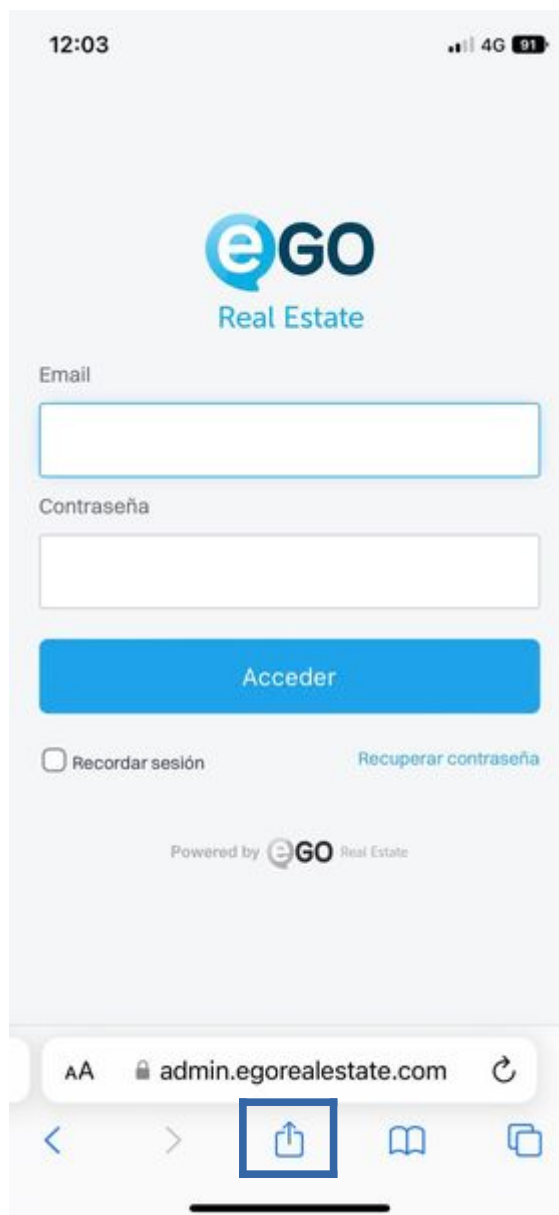 12:03 4G 91
eGO
Real Estate
Email
Contraseña
Acceder
Recordar sesión Recuperar contraseña
Powered by eGO Real Estate
AA admin.egorealestate.com